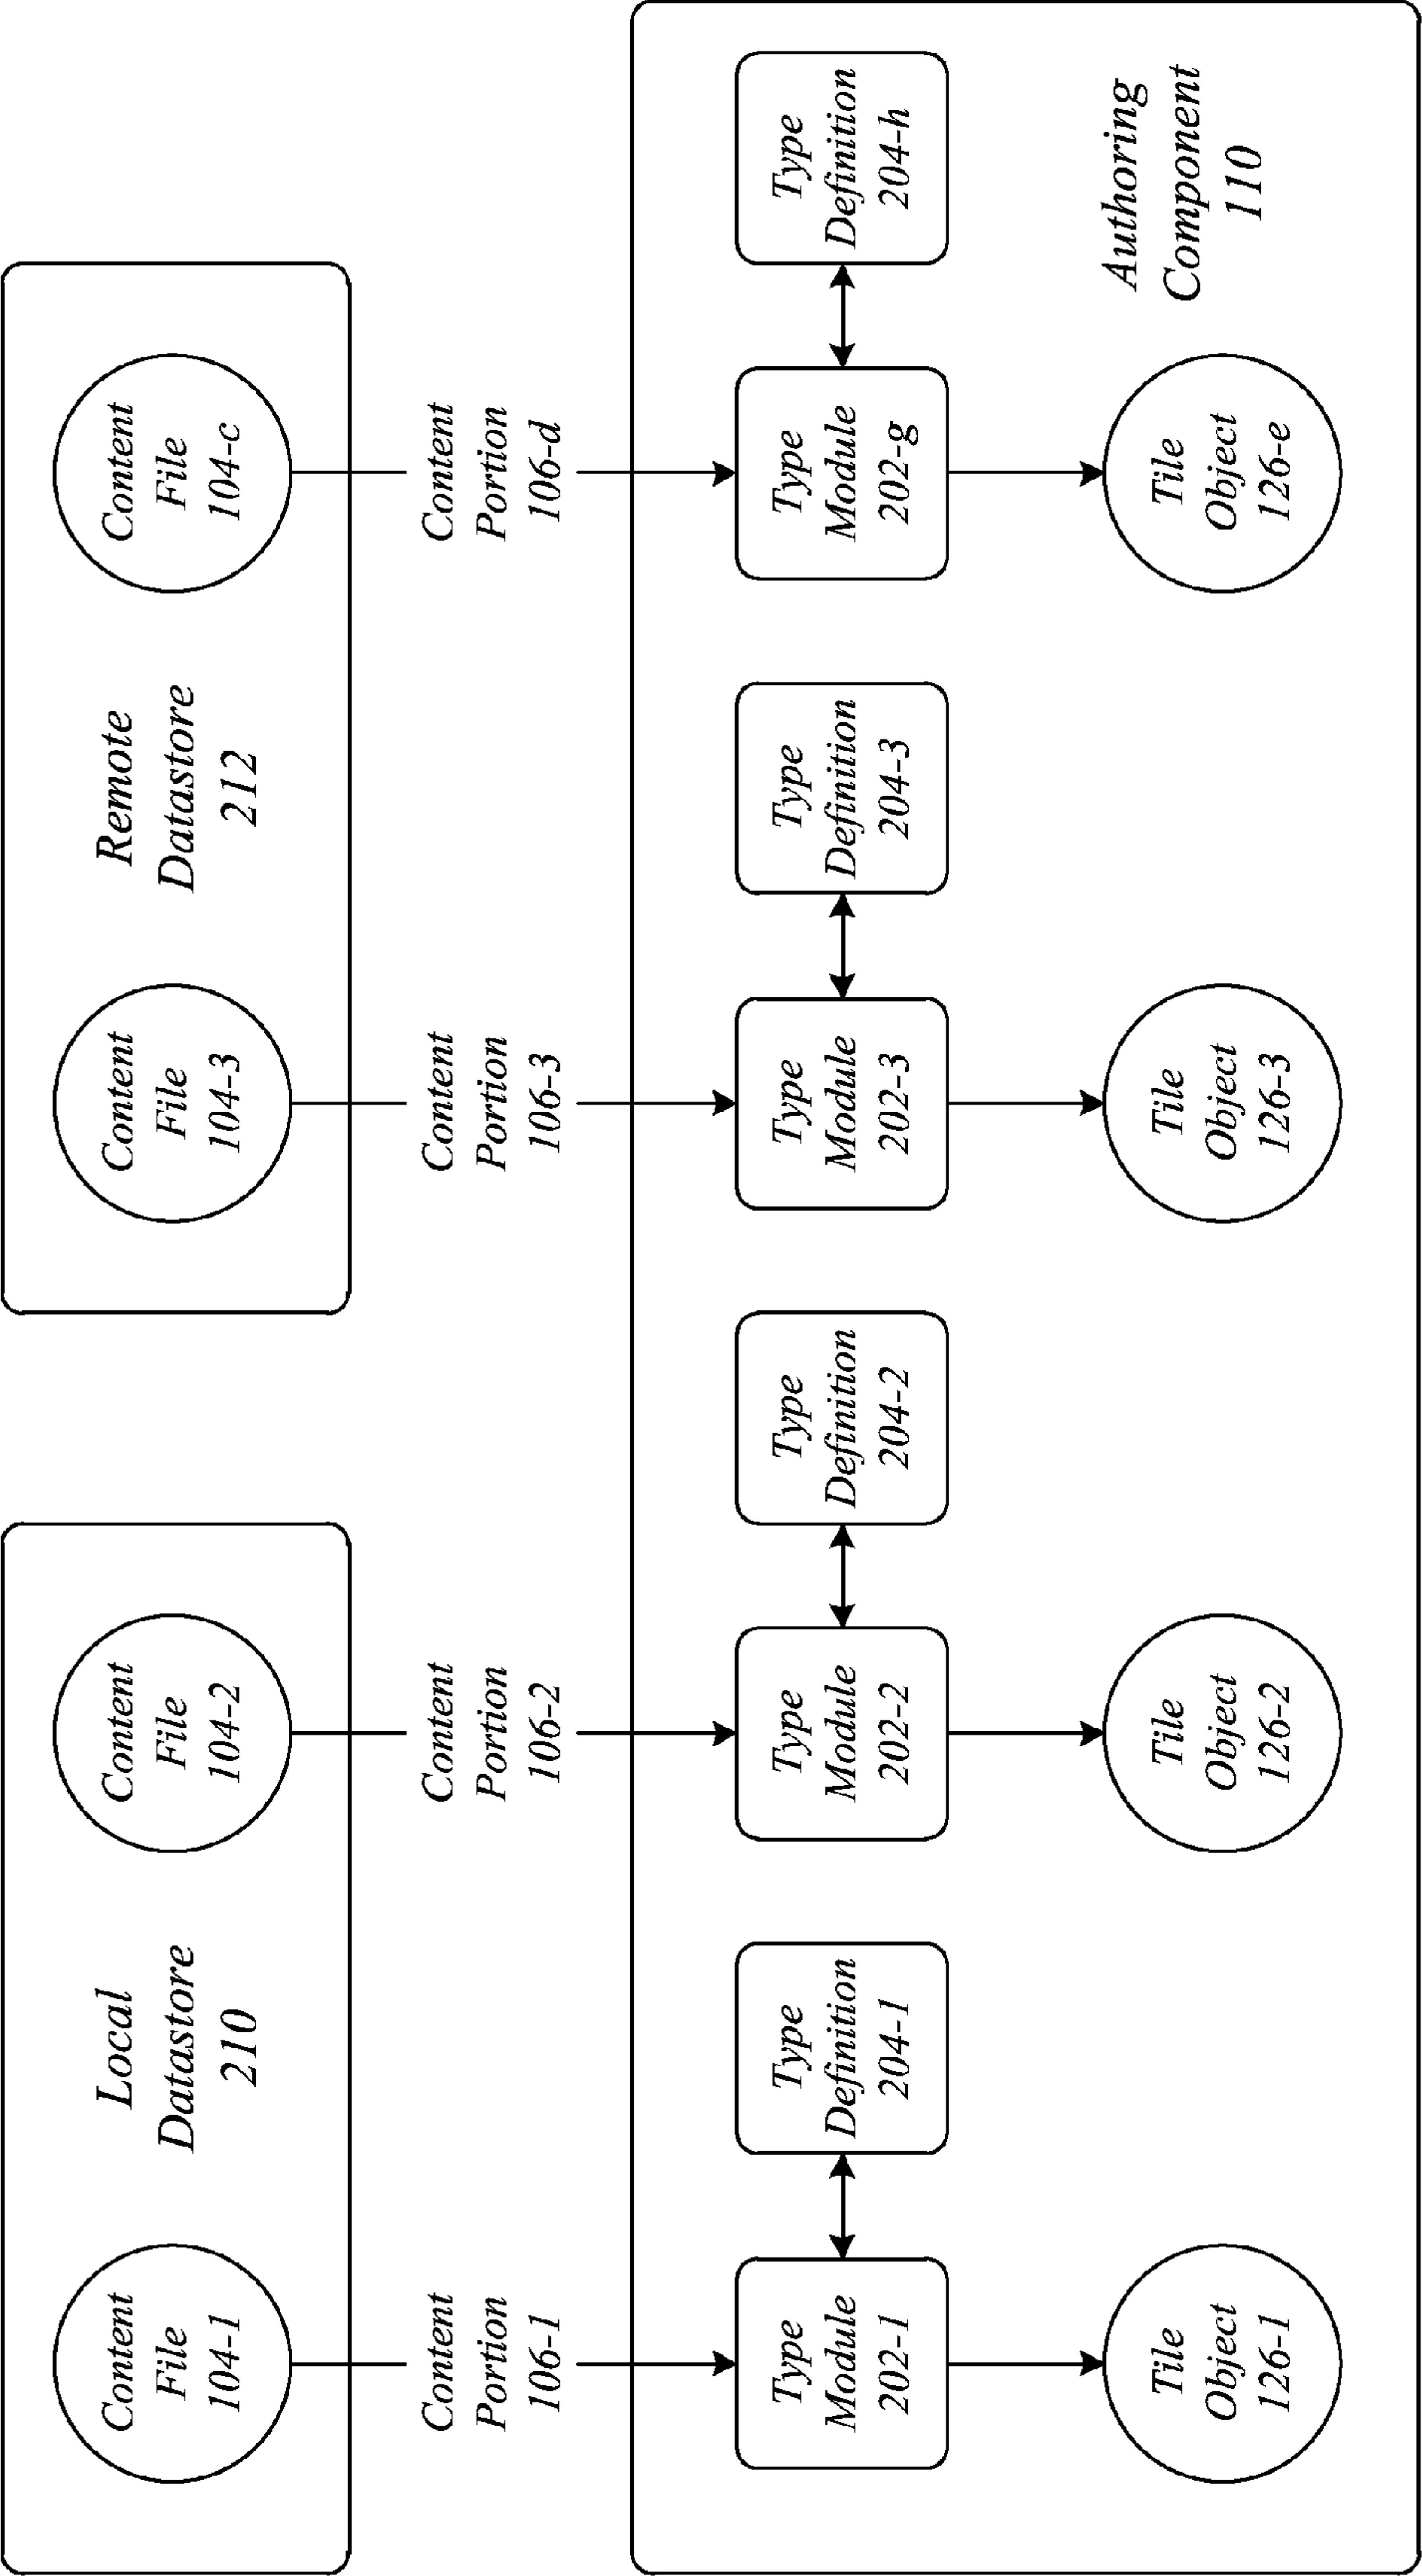 Content
File
104-1
Local
Datastore
210
Content
File
104-2
Content
File
104-3
Remote
Datastore
212
Content
File
104-c
Content
Portion
106-1
Content
Portion
106-2
Content
Portion
106-3
Content
Portion
106-d
Type
Module
202-1
Type
Definition
204-1
Type
Module
202-2
Type
Definition
204-2
Type
Module
202-3
Type
Definition
204-3
Type
Module
202-g
Type
Definition
204-h
Tile
Object
126-1
Tile
Object
126-2
Tile
Object
126-3
Tile
Object
126-e
Authoring
Component
110